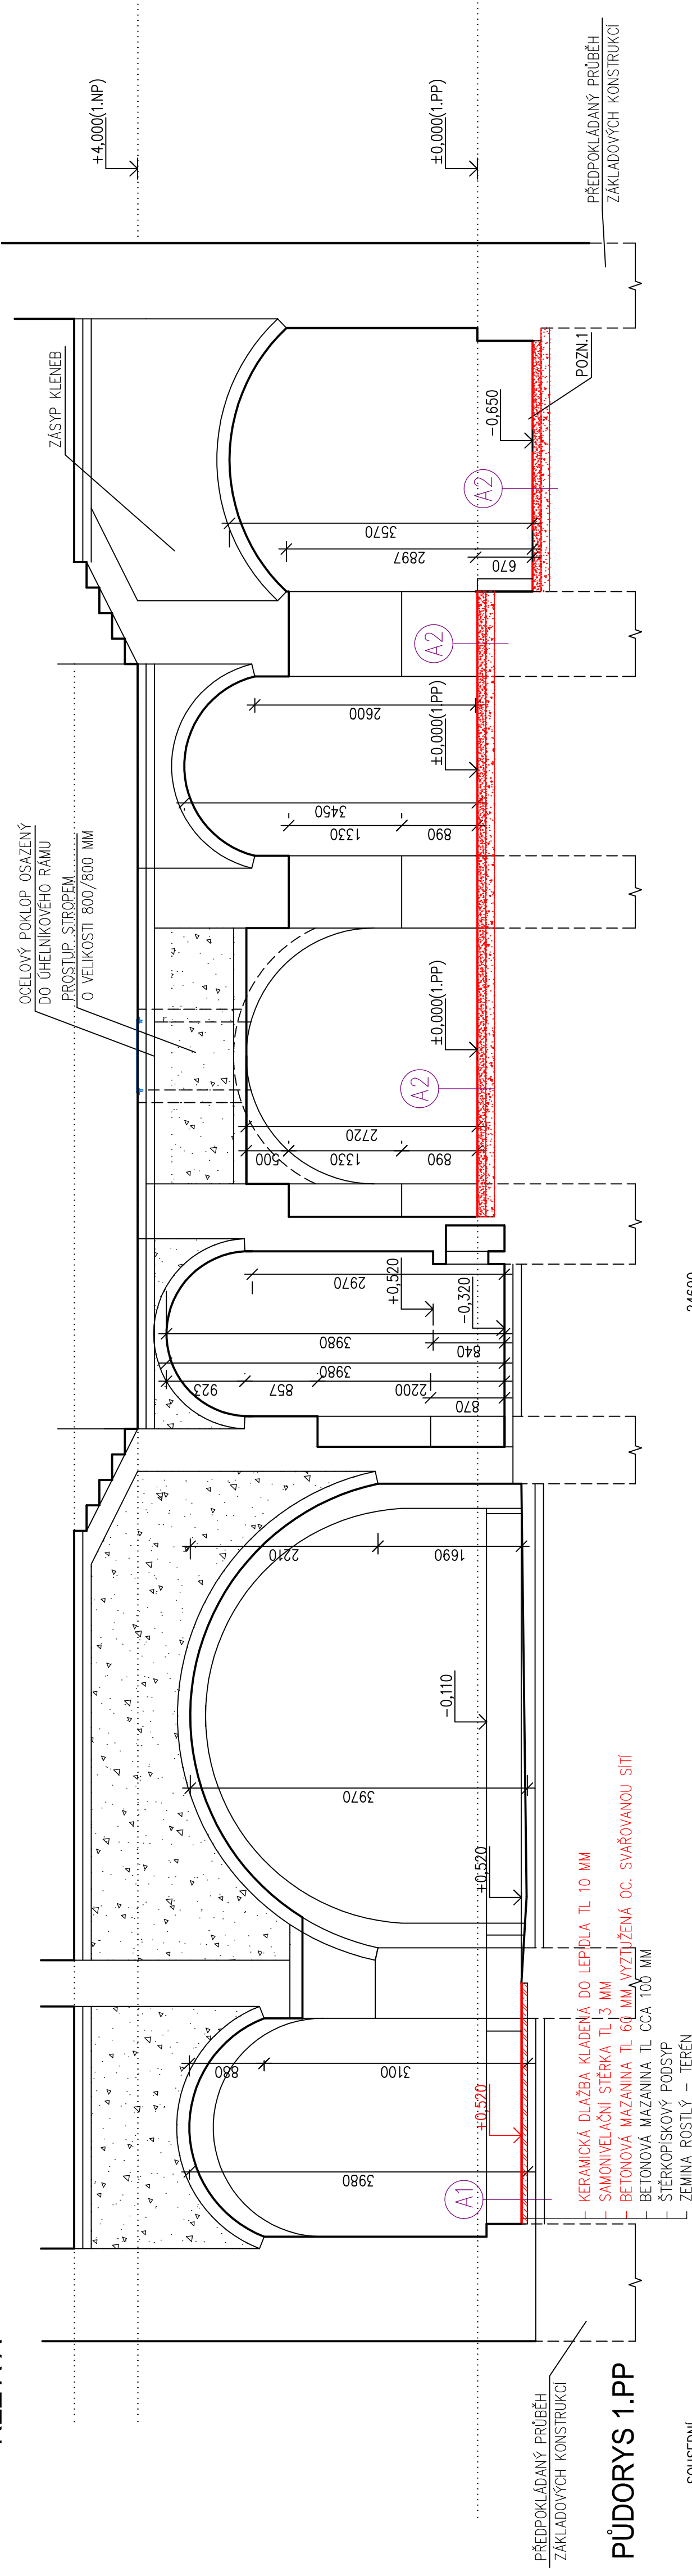 +4,000(1.NP)
±0,000(1.PP)
PŘEDPOKLÁDANÝ PRŮBĚH
ZÁKLADOVÝCH KONSTRUKCÍ
ZÁSYP KLENEB
POZN.1
-0,650
A2
3570
2897
670
A2
±0,000(1.PP)
2600
3450
1330
890
OCELOVÝ POKLOP OSAZENÝ
DO ÚHELNÍKOVÉHO RÁMU
PROSTUP STROPEM
O VELIKOSTI 800/800 MM
±0,000(1.PP)
A2
2720
500
1330
890
2970
+0,520
-0,320
3980
840
3980
923
857
2200
870
24600
2210
1690
-0,110
3970
+0,520
880
3100
+0,520
3980
A1
KERAMICKÁ DLAŽBA KLADENÁ DO LEPIDLA TL 10 MM
SAMONIVELAČNÍ STĚRKA TL 3 MM
BETONOVÁ MAZANINA TL 60 MM VYZTUŽENÁ OC. SVAŘOVANOU SÍTÍ
BETONOVÁ MAZANINA TL CCA 100 MM
ŠTĚRKOPÍSKOVÝ PODSYP
ZEMINA ROSTLÝ – TERÉN
PŘEDPOKLÁDANÝ PRŮBĚH
ZÁKLADOVÝCH KONSTRUKCÍ
PŮDORYS 1.PP